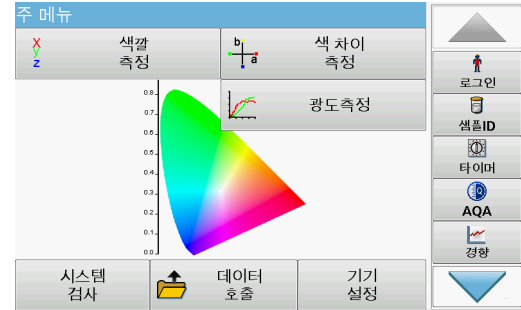 주 메뉴
X
y
z
색깔
측정
b
a
색 차이
측정
광도측정
0.8
0.7
0.6
0.5
0.4
0.3
0.2
0.1
0.0
시스템
검사
데이터
호출
기기
설정
로그인
샘플ID
타이머
AQA
경향